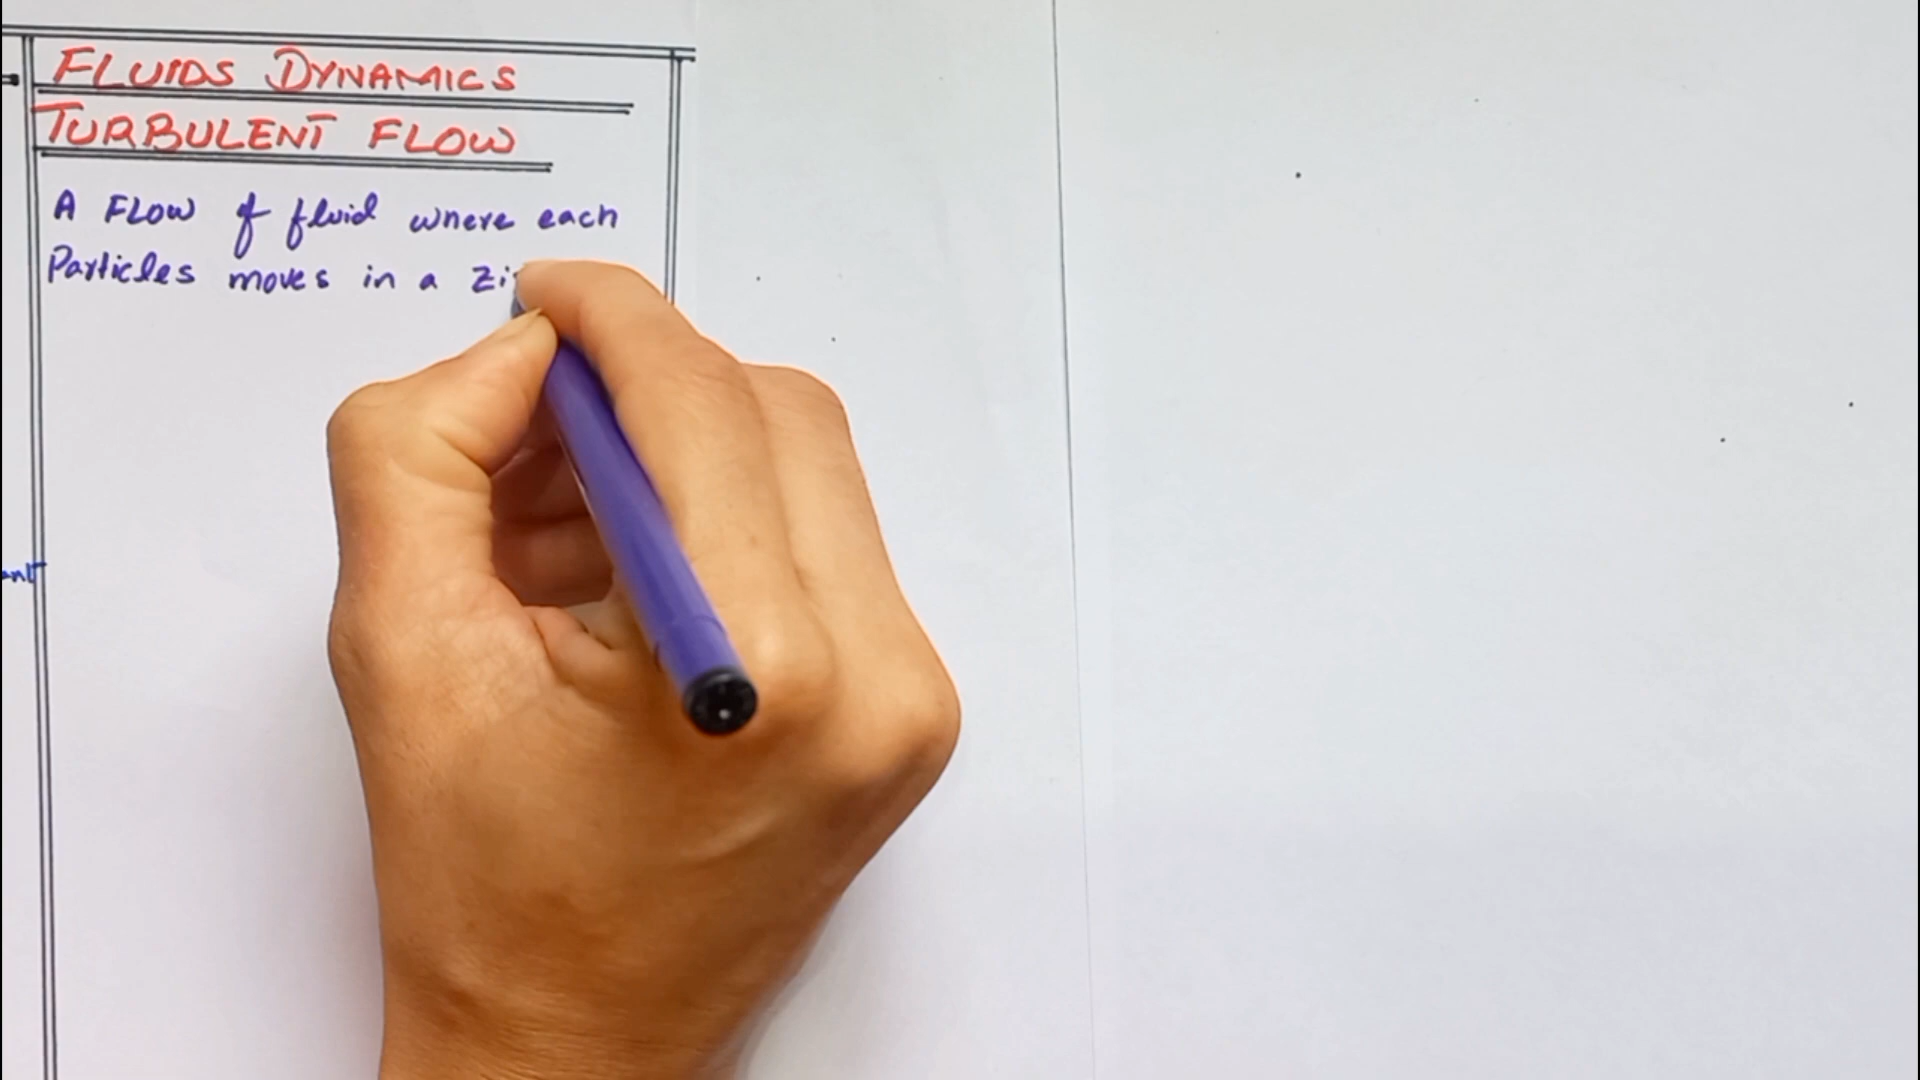 FLUIDS DYNAMICS
TURBULENT FLOW
A FLOW of fluid where each
Particles moves in a